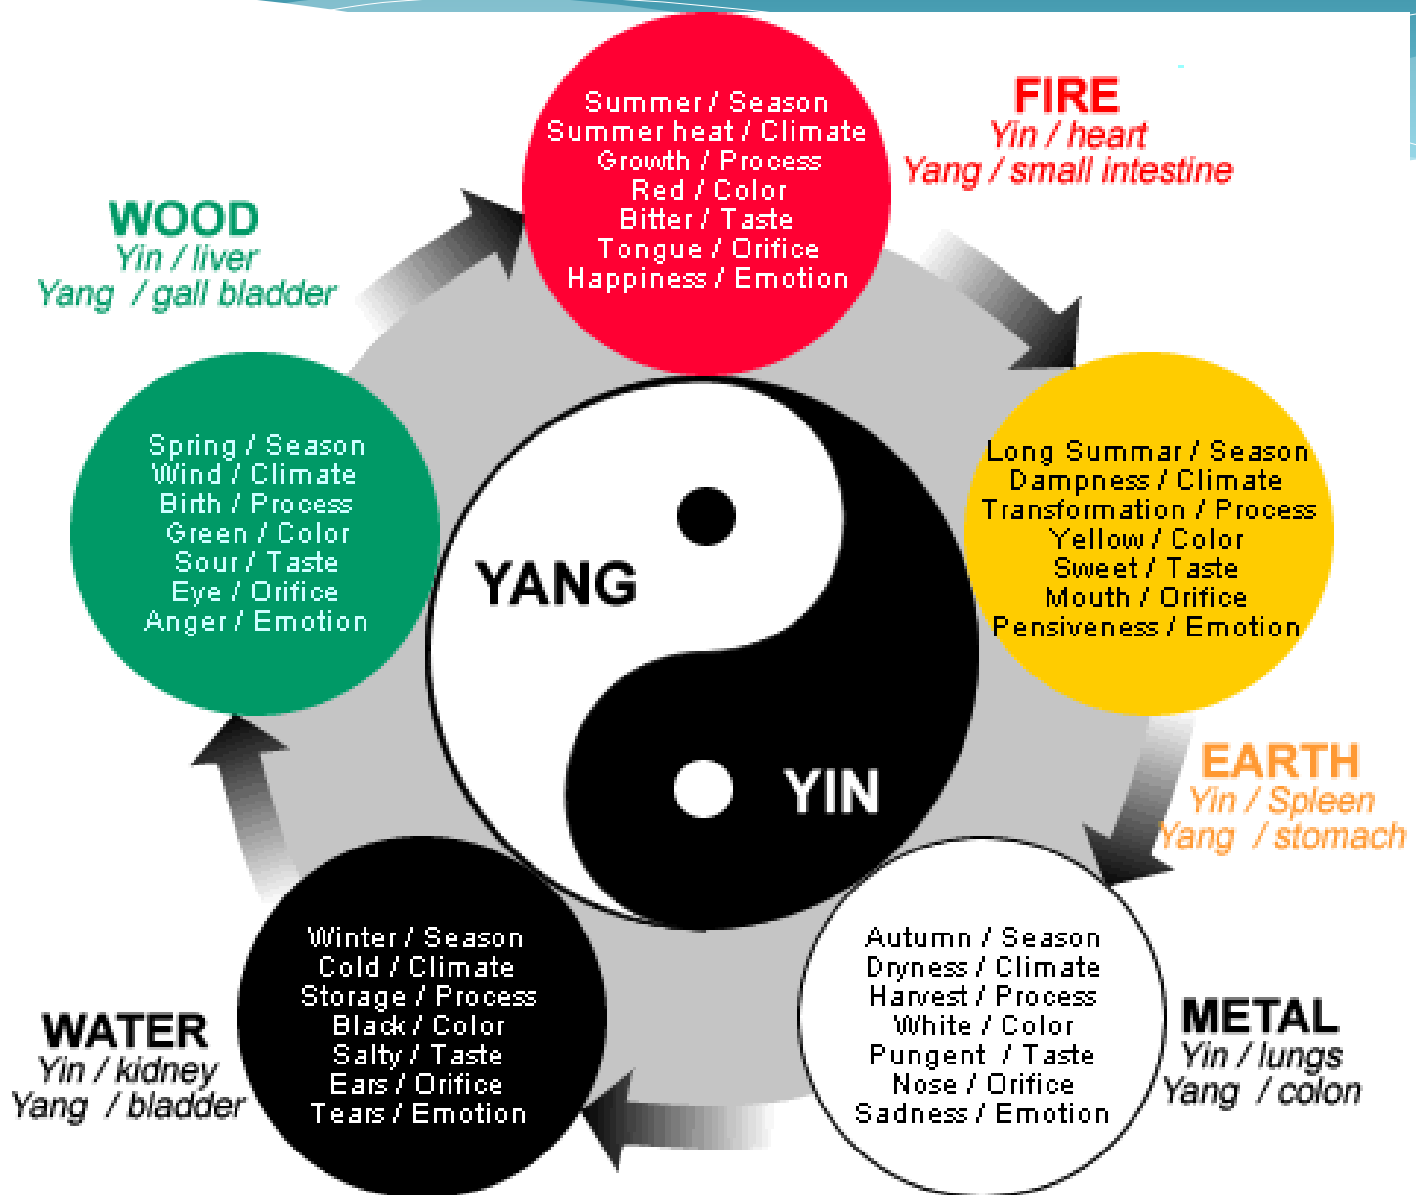 FIRE
Yin / heart
Yang / small intestine
Summer / Season
Summer heat / Climate
Growth / Process
Red / Color
Bitter / Taste
Tongue / Orifice
Happiness / Emotion
WOOD
Yin / liver
Yang / gall bladder
Spring / Season
Wind / Climate
Birth / Process
Green / Color
Sour / Taste
Eye / Orifice
Anger / Emotion
YANG
YIN
Long Summar / Season
Dampness / Climate
Transformation / Process
Yellow / Color
Sweet / Taste
Mouth / Orifice
Pensiveness / Emotion
EARTH
Yin / Spleen
Yang / stomach
WATER
Yin / kidney
Yang / bladder
Winter / Season
Cold / Climate
Storage / Process
Black / Color
Salty / Taste
Ears / Orifice
Tears / Emotion
Autumn / Season
Dryness / Climate
Harvest / Process
White / Color
Pungent / Taste
Nose / Orifice
Sadness / Emotion
METAL
Yin / lungs
Yang / colon